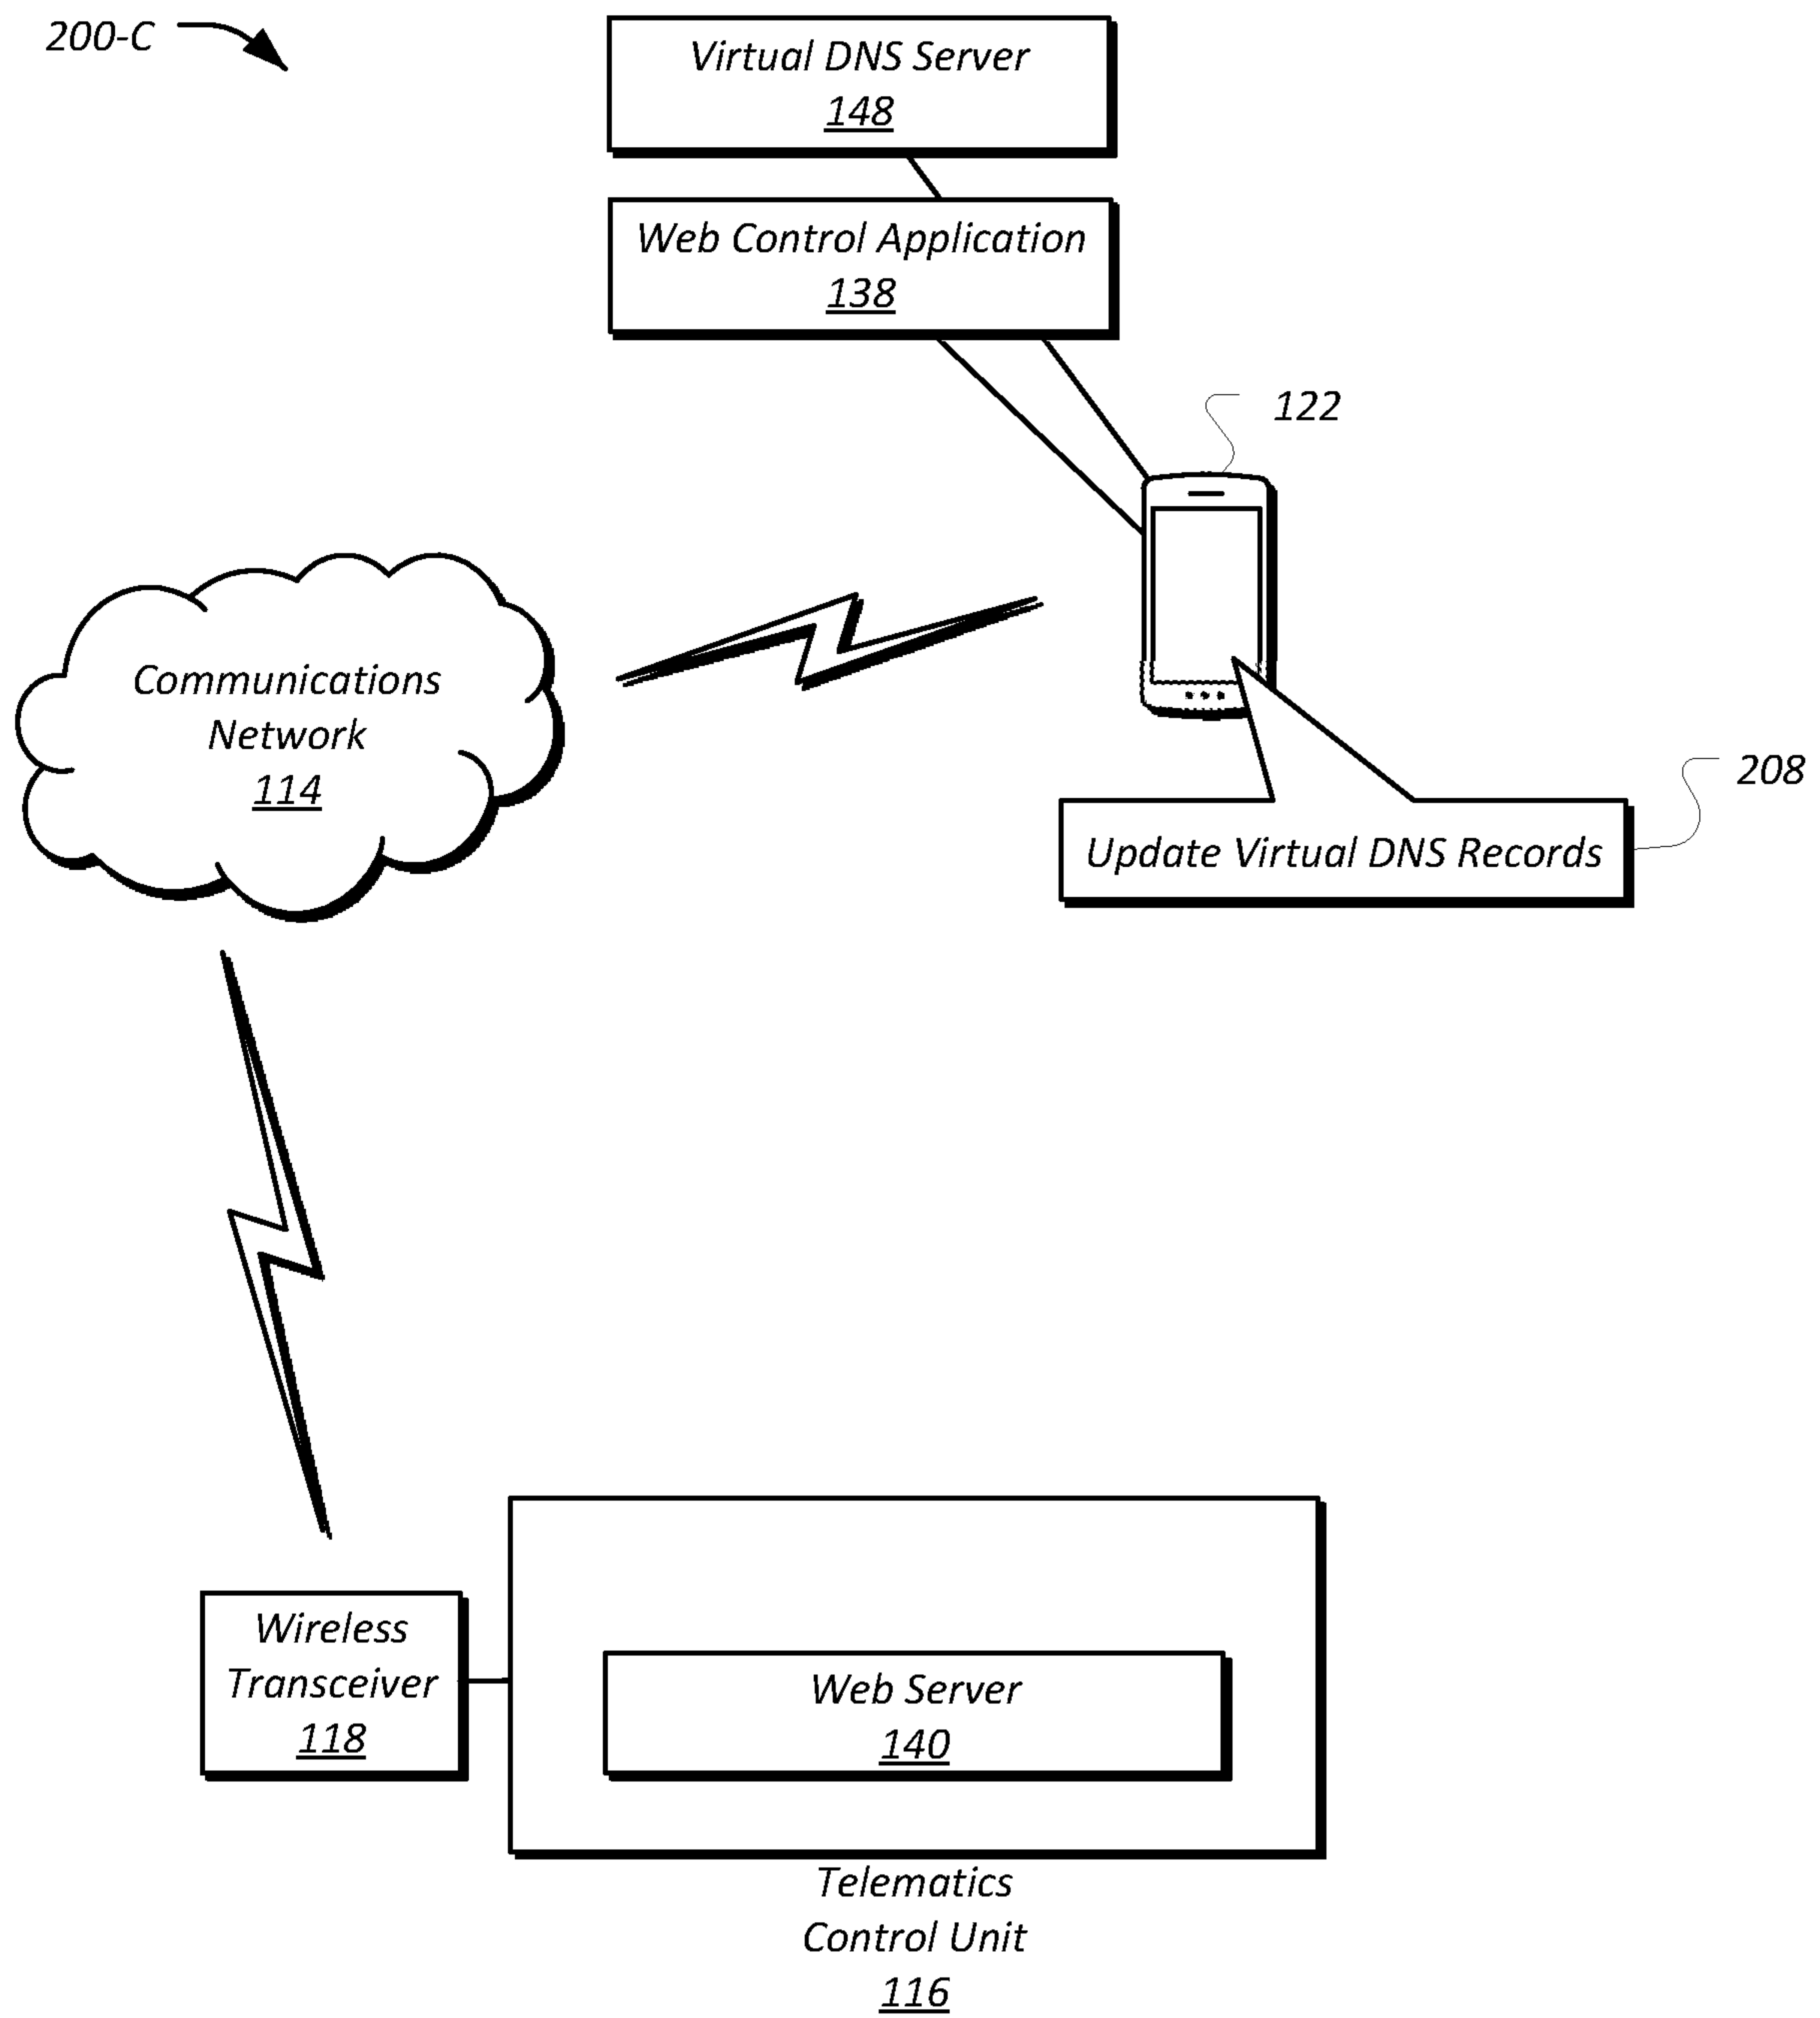 200-C
Virtual DNS Server
148
Web Control Application
138
122
Communications
Network
114
208
Update Virtual DNS Records
Wireless
Transceiver
118
Web Server
140
Telematics
Control Unit
116